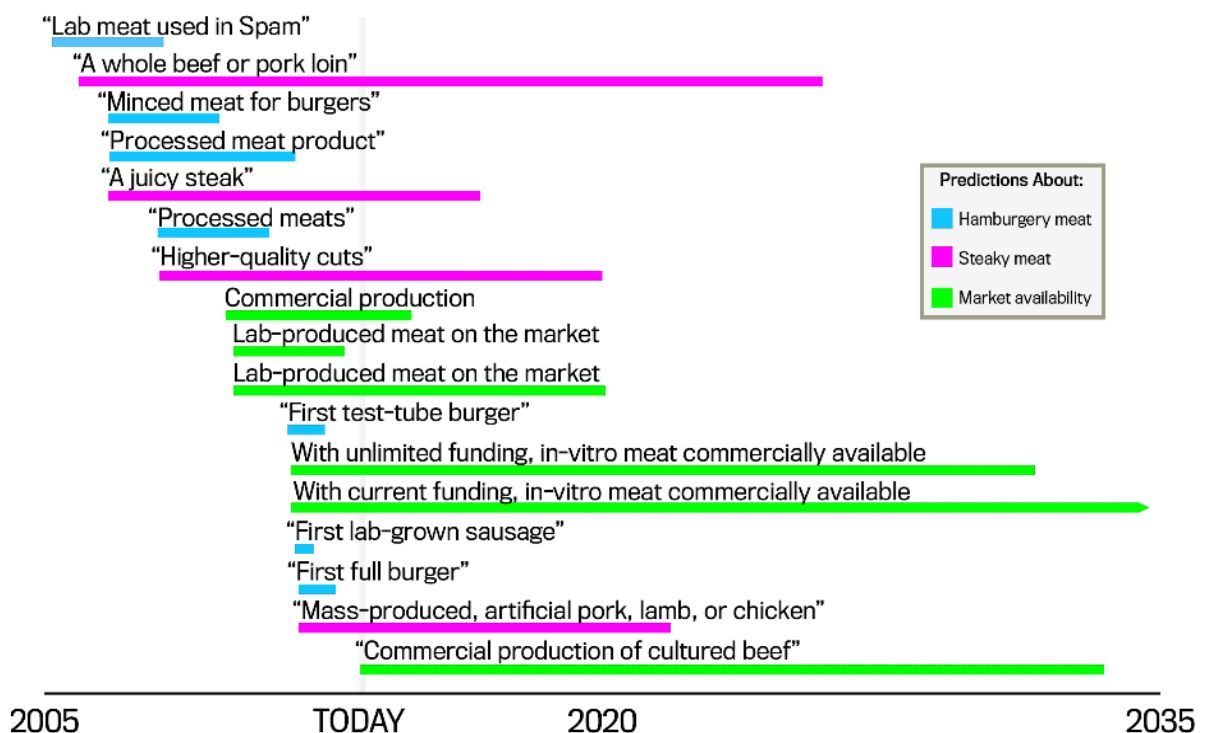 “Lab meat used in Spam”
“A whole beef or pork loin”
“Minced meat for burgers”
“Processed meat product”
“A juicy steak”
“Processed meats”
“Higher-quality cuts”
Commercial production
Lab-produced meat on the market
Lab-produced meat on the market
“First test-tube burger”
With unlimited funding, in-vitro meat commercially available
With current funding, in-vitro meat commercially available
“First lab-grown sausage”
“First full burger”
“Mass-produced, artificial pork, lamb, or chicken”
“Commercial production of cultured beef”
Predictions About:
Hamburgery meat
Steaky meat
Market availability
2005 TODAY 2020 2035